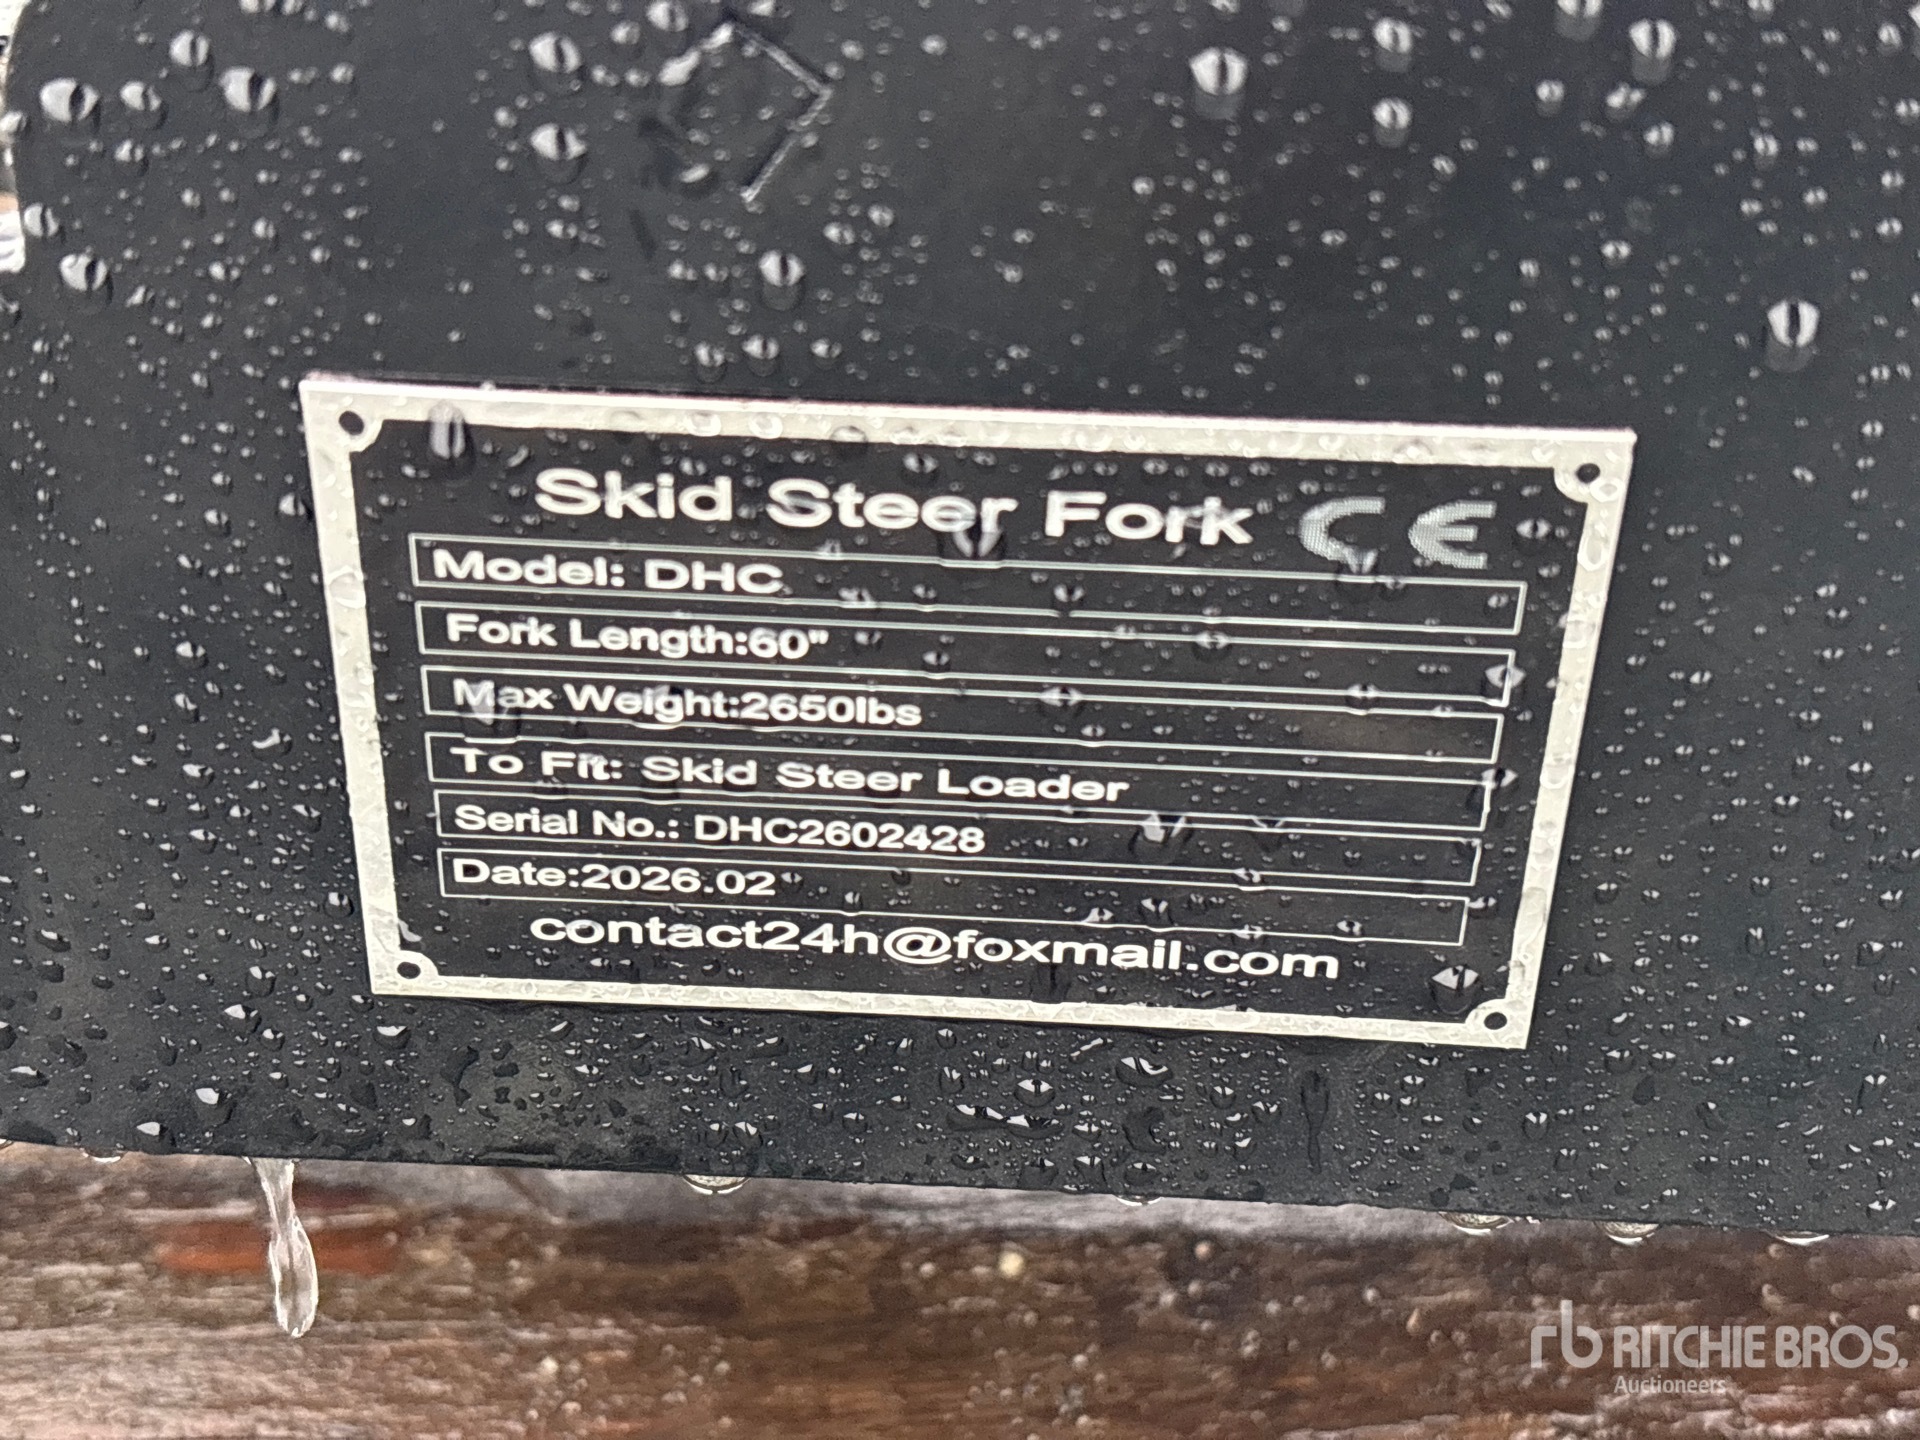 Skid Steer Fork CE
Model: DHC
Fork Length:60"
Max Weight:2650lbs
To Fit: Skid Steer Loader
Serial No.: DHC2602428
Date:2026.02
contact24h@foxmail.com
rb RITCHIE BROS.
Auctioneers